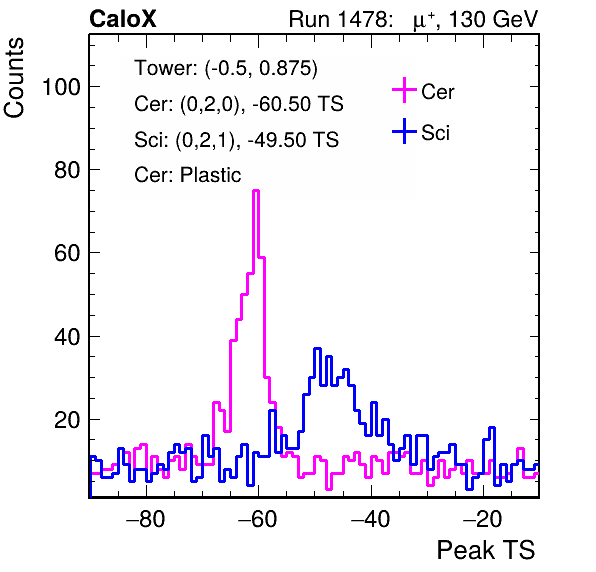 CaloX Run 1478: μ⁺, 130 GeV
Counts
Tower: (-0.5, 0.875)
Cer: (0,2,0), -60.50 TS
Sci: (0,2,1), -49.50 TS
Cer: Plastic
Cer
Sci
100
80
60
40
20
−80 −60 −40 −20
Peak TS